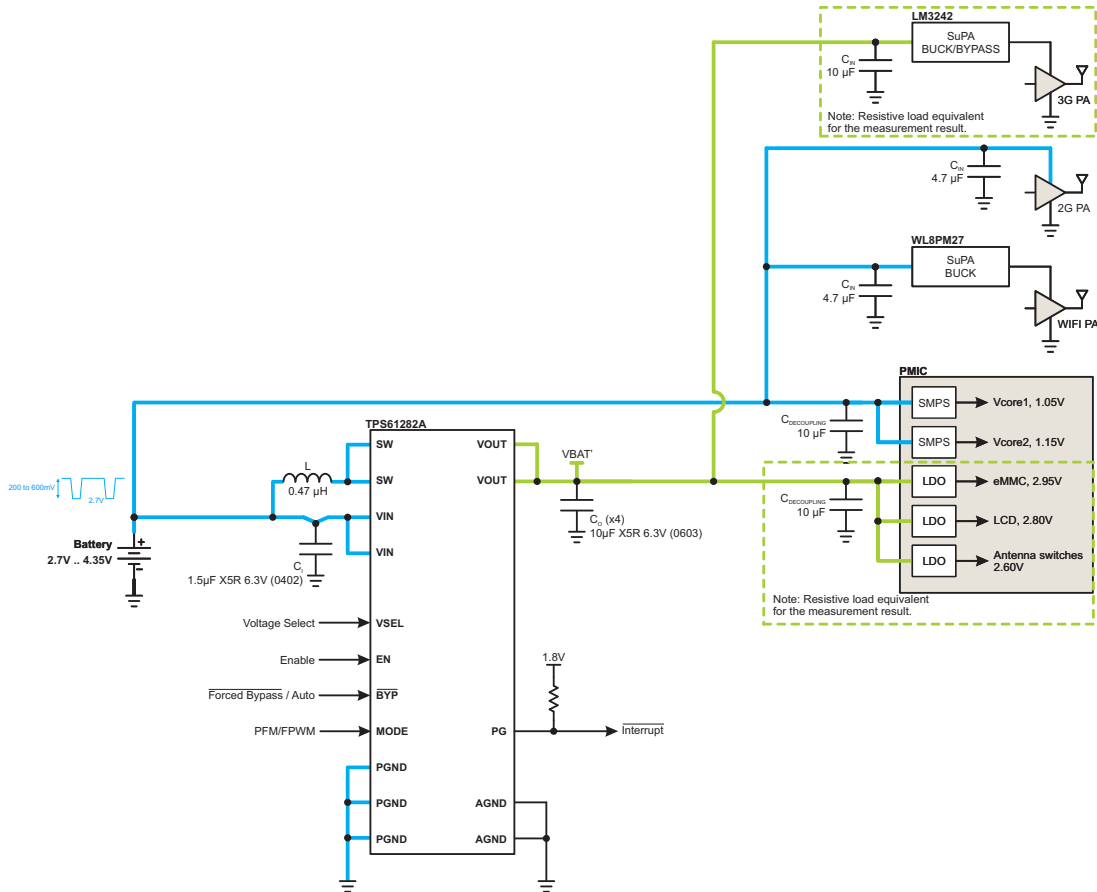 LM3242
SuPA
BUCK/BYPASS
CIN
10 µF
3G PA
Note: Resistive load equivalent
for the measurement result.
CIN
4.7 µF
2G PA
WL8PM27
SuPA
BUCK
CIN
4.7 µF
WIFI PA
PMIC
SMPS
Vcore1, 1.05V
CDECOUPLING
10 µF
SMPS
Vcore2, 1.15V
LDO
eMMC, 2.95V
CDECOUPLING
10 µF
LDO
LCD, 2.80V
LDO
Antenna switches
2.60V
Note: Resistive load equivalent
for the measurement result.
TPS61282A
SW
VOUT
VBAT'
L
0.47 µH
SW
VOUT
200 to 600mV
2.7V
VIN
CO (x4)
10µF X5R 6.3V (0603)
Battery
2.7V .. 4.35V
+
-
VIN
CI
1.5µF X5R 6.3V (0402)
Voltage Select
VSEL
Enable
EN
1.8V
Forced Bypass / Auto
BYP
PFM/FPWM
MODE
PG
Interrupt
PGND
PGND
AGND
PGND
AGND